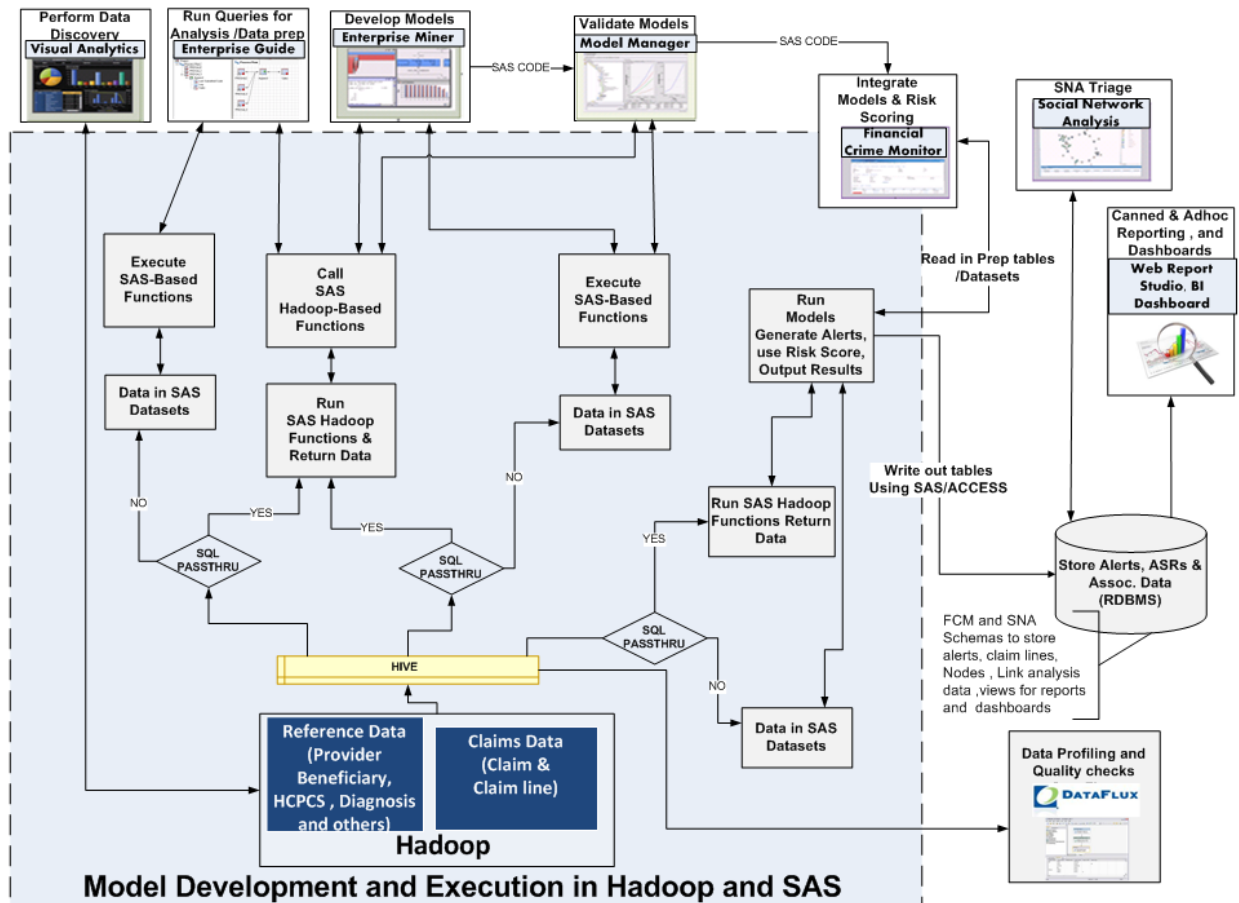 Perform Data
Discovery
Visual Analytics
Run Queries for
Analysis /Data prep
Enterprise Guide
Develop Models
Enterprise Miner
SAS CODE
Validate Models
Model Manager
SAS CODE
Integrate
Models & Risk
Scoring
Financial
Crime Monitor
SNA Triage
Social Network
Analysis
Canned & Adhoc
Reporting , and
Dashboards
Web Report
Studio, BI
Dashboard
Read in Prep tables
/Datasets
Execute
SAS-Based
Functions
Call
SAS
Hadoop-Based
Functions
Execute
SAS-Based
Functions
Run
Models
Generate Alerts,
use Risk Score,
Output Results
Data in SAS
Datasets
Run
SAS Hadoop
Functions &
Return Data
Data in SAS
Datasets
NO
YES
YES
NO
Write out tables
Using SAS/ACCESS
Run SAS Hadoop
Functions Return
Data
YES
SQL
PASSTHRU
SQL
PASSTHRU
SQL
PASSTHRU
NO
Store Alerts, ASRs &
Assoc. Data
(RDBMS)
FCM and SNA
Schemas to store
alerts, claim lines,
Nodes , Link analysis
data ,views for reports
and dashboards
HIVE
Data in SAS
Datasets
Reference Data
(Provider
Beneficiary,
HCPCS , Diagnosis
and others)
Claims Data
(Claim &
Claim line)
Hadoop
Data Profiling and
Quality checks
DATAFLUX
Model Development and Execution in Hadoop and SAS